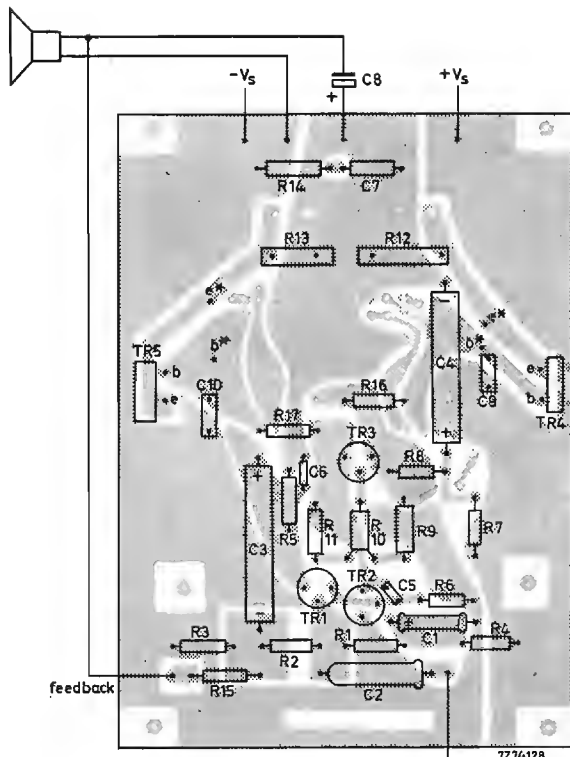 -Vs C8 +Vs
+
R14 C7
R13 R12
e* e*
b* b*
TR5 C4 TR4
b e
e b
C10 C9
R16
R17
TR3
C6 R8
+ +
R5 R11 R10 R9 R7
C3
TR1 TR2 C5 R6
+ C1
R3 R2 R1 R4
feedback R15 C2
7Z74128